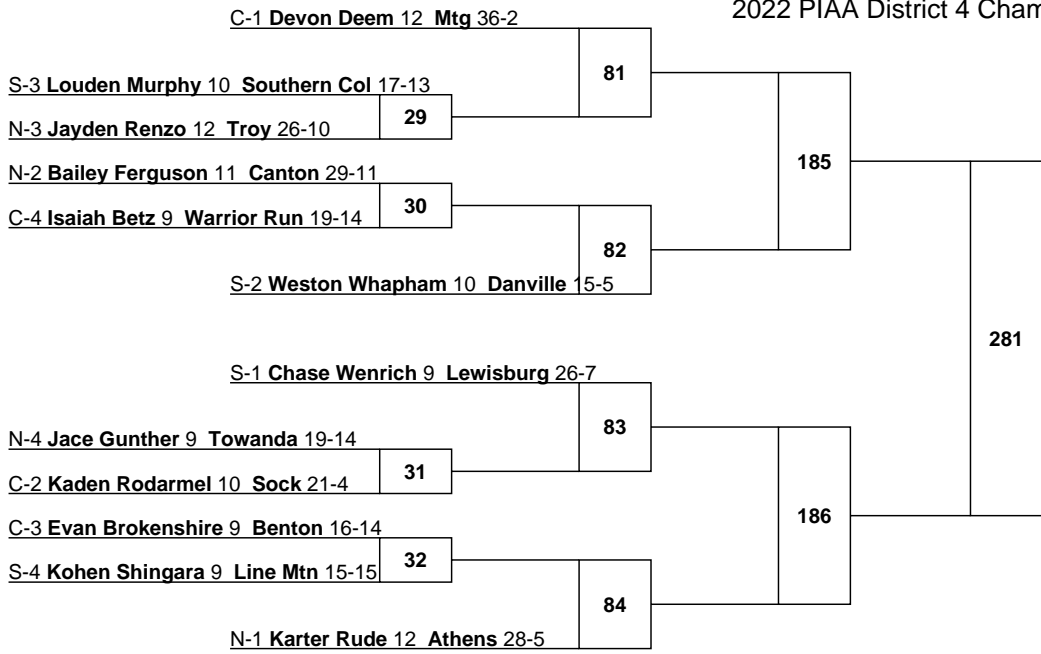 2022 PIAA District 4 Cham
C-1 Devon Deem 12 Mtg 36-2
81
S-3 Louden Murphy 10 Southern Col 17-13
29
N-3 Jayden Renzo 12 Troy 26-10
185
N-2 Bailey Ferguson 11 Canton 29-11
30
C-4 Isaiah Betz 9 Warrior Run 19-14
82
S-2 Weston Whapham 10 Danville 15-5
281
S-1 Chase Wenrich 9 Lewisburg 26-7
83
N-4 Jace Gunther 9 Towanda 19-14
31
C-2 Kaden Rodarmel 10 Sock 21-4
186
C-3 Evan Brokenshire 9 Benton 16-14
32
S-4 Kohen Shingara 9 Line Mtn 15-15
84
N-1 Karter Rude 12 Athens 28-5